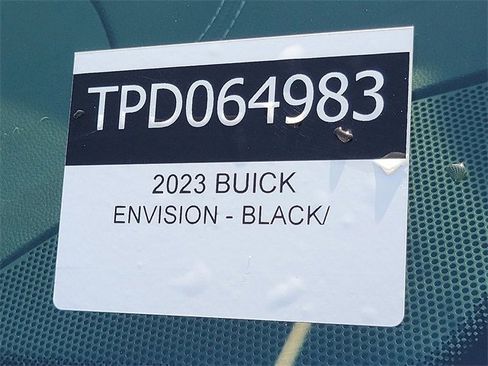 TPD064983
2023 BUICK
ENVISION - BLACK/